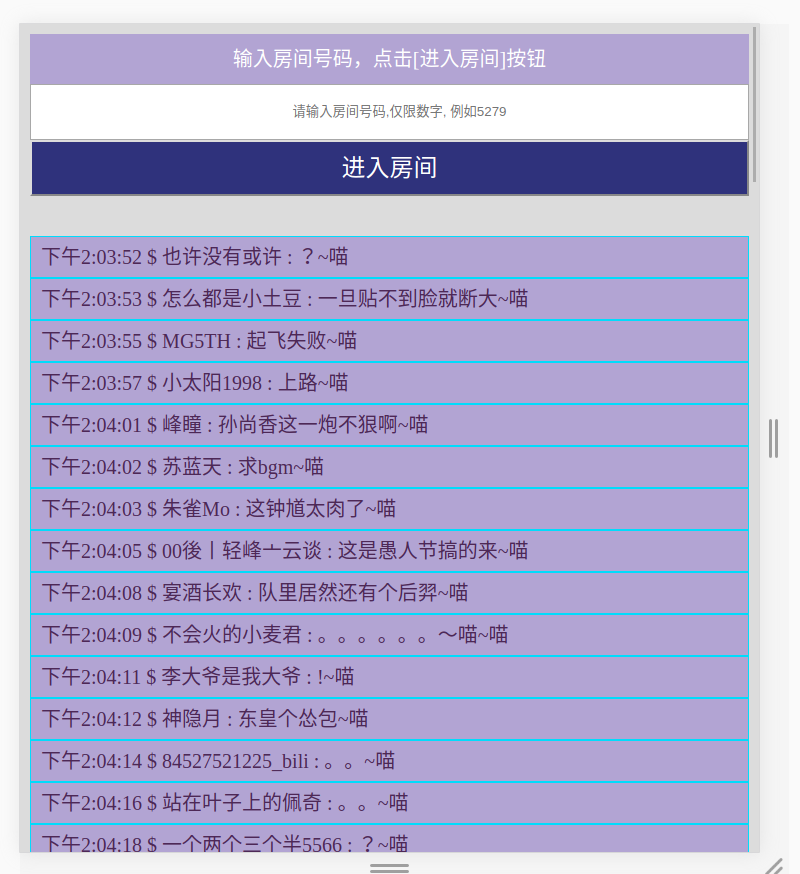 输入房间号码，点击[进入房间]按钮
请输入房间号码,仅限数字, 例如5279
进入房间
下午2:03:52 $ 也许没有或许 : ？~喵
下午2:03:53 $ 怎么都是小土豆 : 一旦贴不到脸就断大~喵
下午2:03:55 $ MG5TH : 起飞失败~喵
下午2:03:57 $ 小太阳1998 : 上路~喵
下午2:04:01 $ 峰瞳 : 孙尚香这一炮不狠啊~喵
下午2:04:02 $ 苏蓝天 : 求bgm~喵
下午2:04:03 $ 朱雀Mo : 这钟馗太肉了~喵
下午2:04:05 $ 00後丨轻峰亠云谈 : 这是愚人节搞的来~喵
下午2:04:08 $ 宴酒长欢 : 队里居然还有个后羿~喵
下午2:04:09 $ 不会火的小麦君 : 。。。。。。～喵~喵
下午2:04:11 $ 李大爷是我大爷 : !~喵
下午2:04:12 $ 神隐月 : 东皇个怂包~喵
下午2:04:14 $ 84527521225_bili : 。。~喵
下午2:04:16 $ 站在叶子上的佩奇 : 。。~喵
下午2:04:18 $ 一个两个三个半5566 : ？~喵